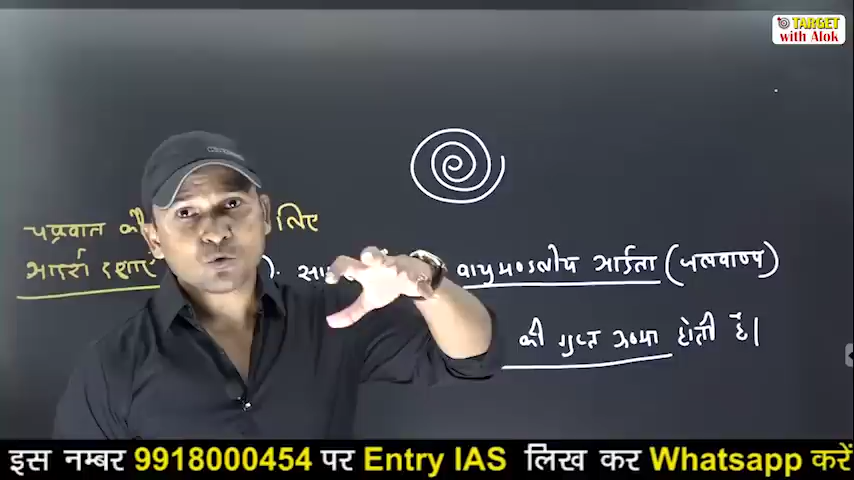 TARGET
with Alok
चक्रवात की लिए
आदर्श दशाएं वायुमण्डलीय आर्द्रता (जलवाष्प)
की गुप्त ऊष्मा होती है।
इस नम्बर 9918000454 पर Entry IAS लिख कर Whatsapp करें